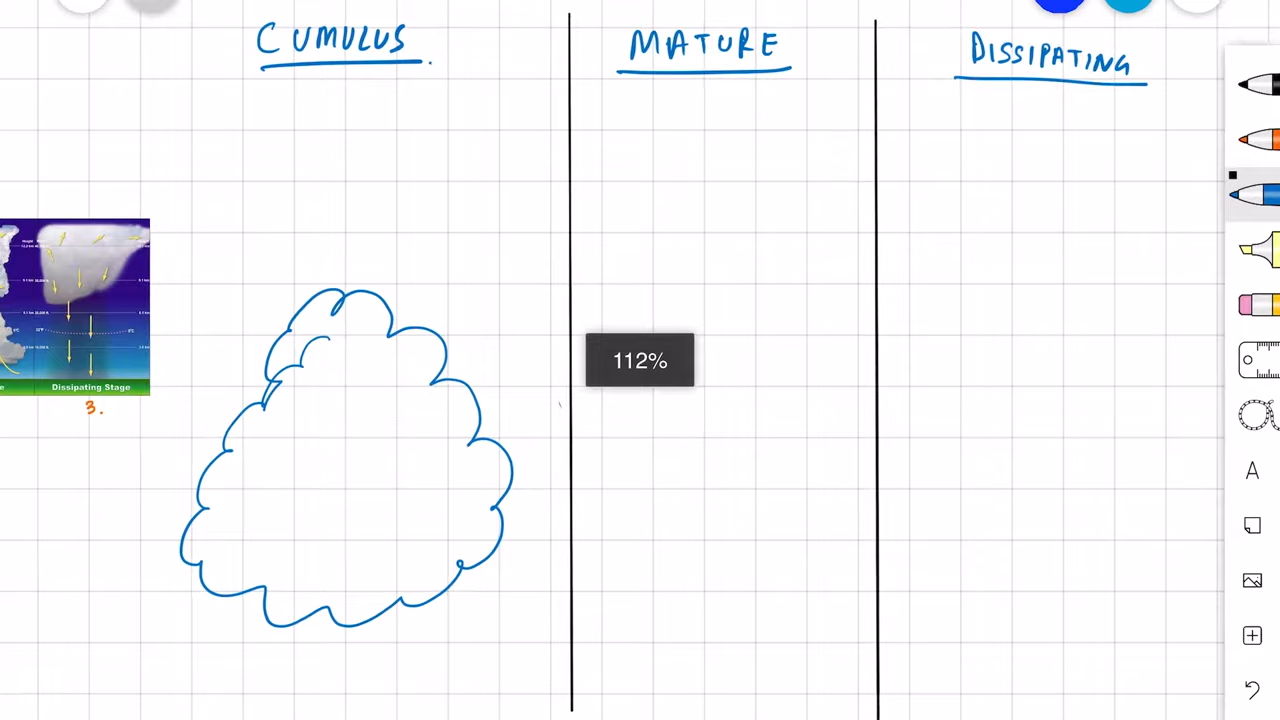 CUMULUS.
MATURE
DISSIPATING
112%
e
Dissipating Stage
3.
A